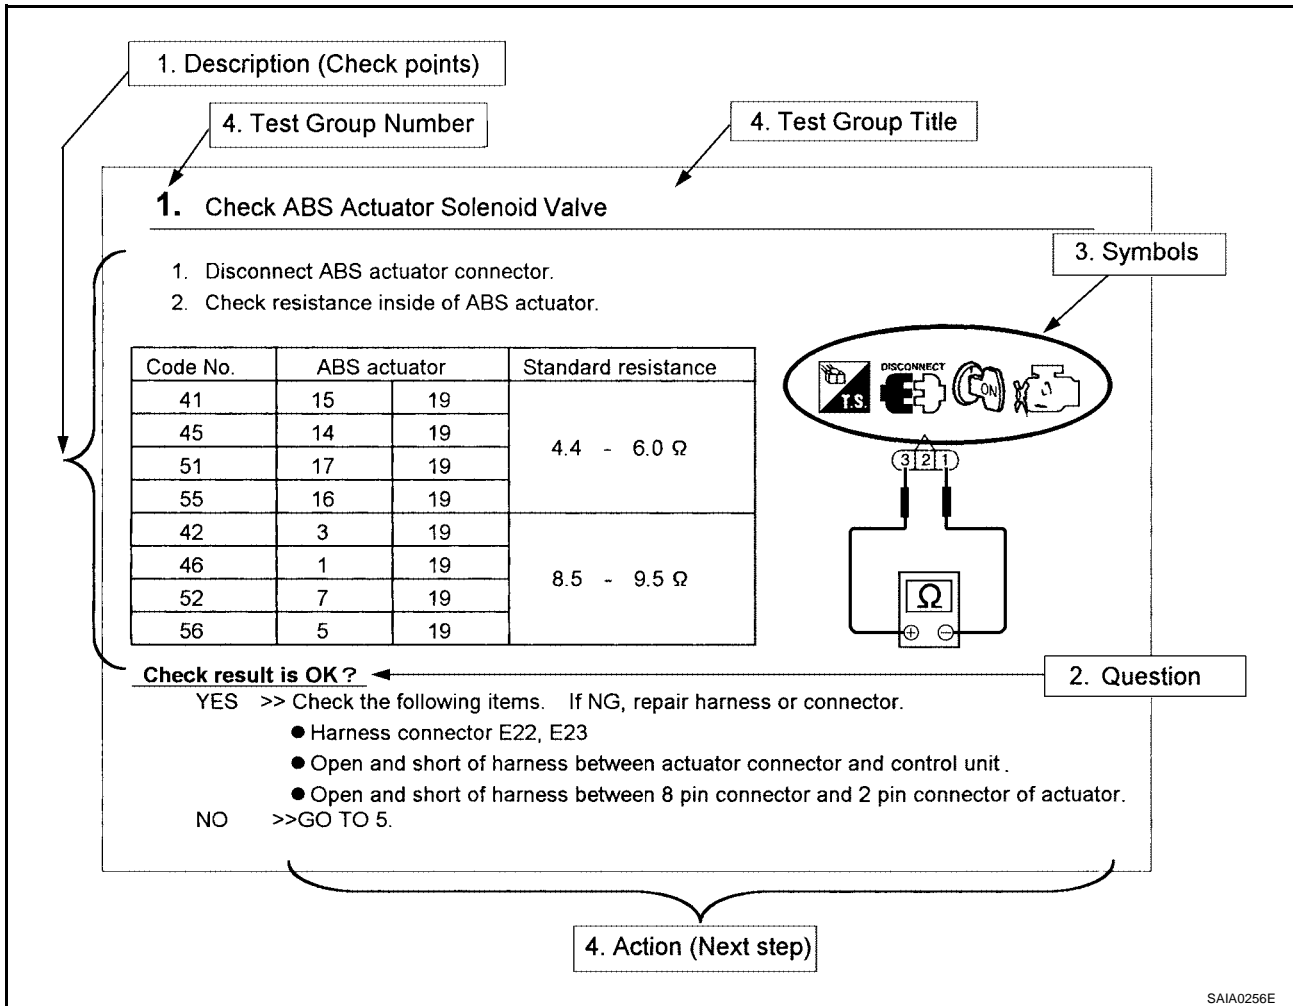 1. Description (Check points)
4. Test Group Number
4. Test Group Title
1. Check ABS Actuator Solenoid Valve
3. Symbols
1. Disconnect ABS actuator connector.
2. Check resistance inside of ABS actuator.
Code No. ABS actuator Standard resistance
41 15 19
45 14 19
51 17 19
55 16 19
4.4 - 6.0 Ω
42 3 19
46 1 19
52 7 19
56 5 19
8.5 - 9.5 Ω
T.S. DISCONNECT ON
3 2 1
Ω
+ −
Check result is OK?
2. Question
YES >> Check the following items. If NG, repair harness or connector.
● Harness connector E22, E23
● Open and short of harness between actuator connector and control unit.
● Open and short of harness between 8 pin connector and 2 pin connector of actuator.
NO >>GO TO 5.
4. Action (Next step)
SAIA0256E